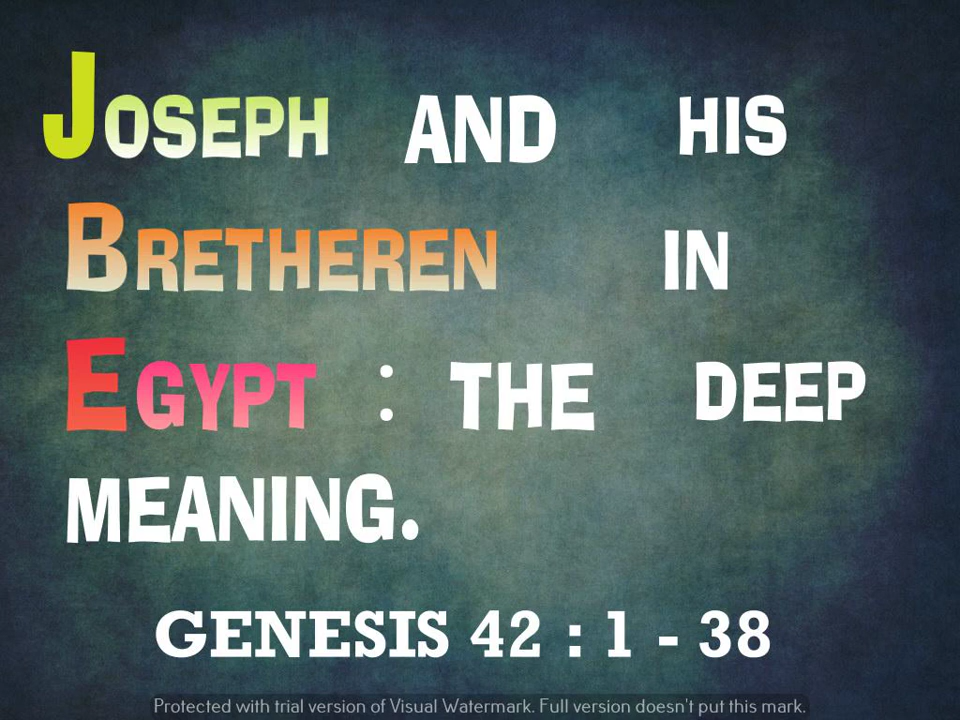 Joseph AND HIS
Bretheren IN
Egypt : THE DEEP
MEANING.
GENESIS 42 : 1 - 38
Protected with trial version of Visual Watermark. Full version doesn't put this mark.